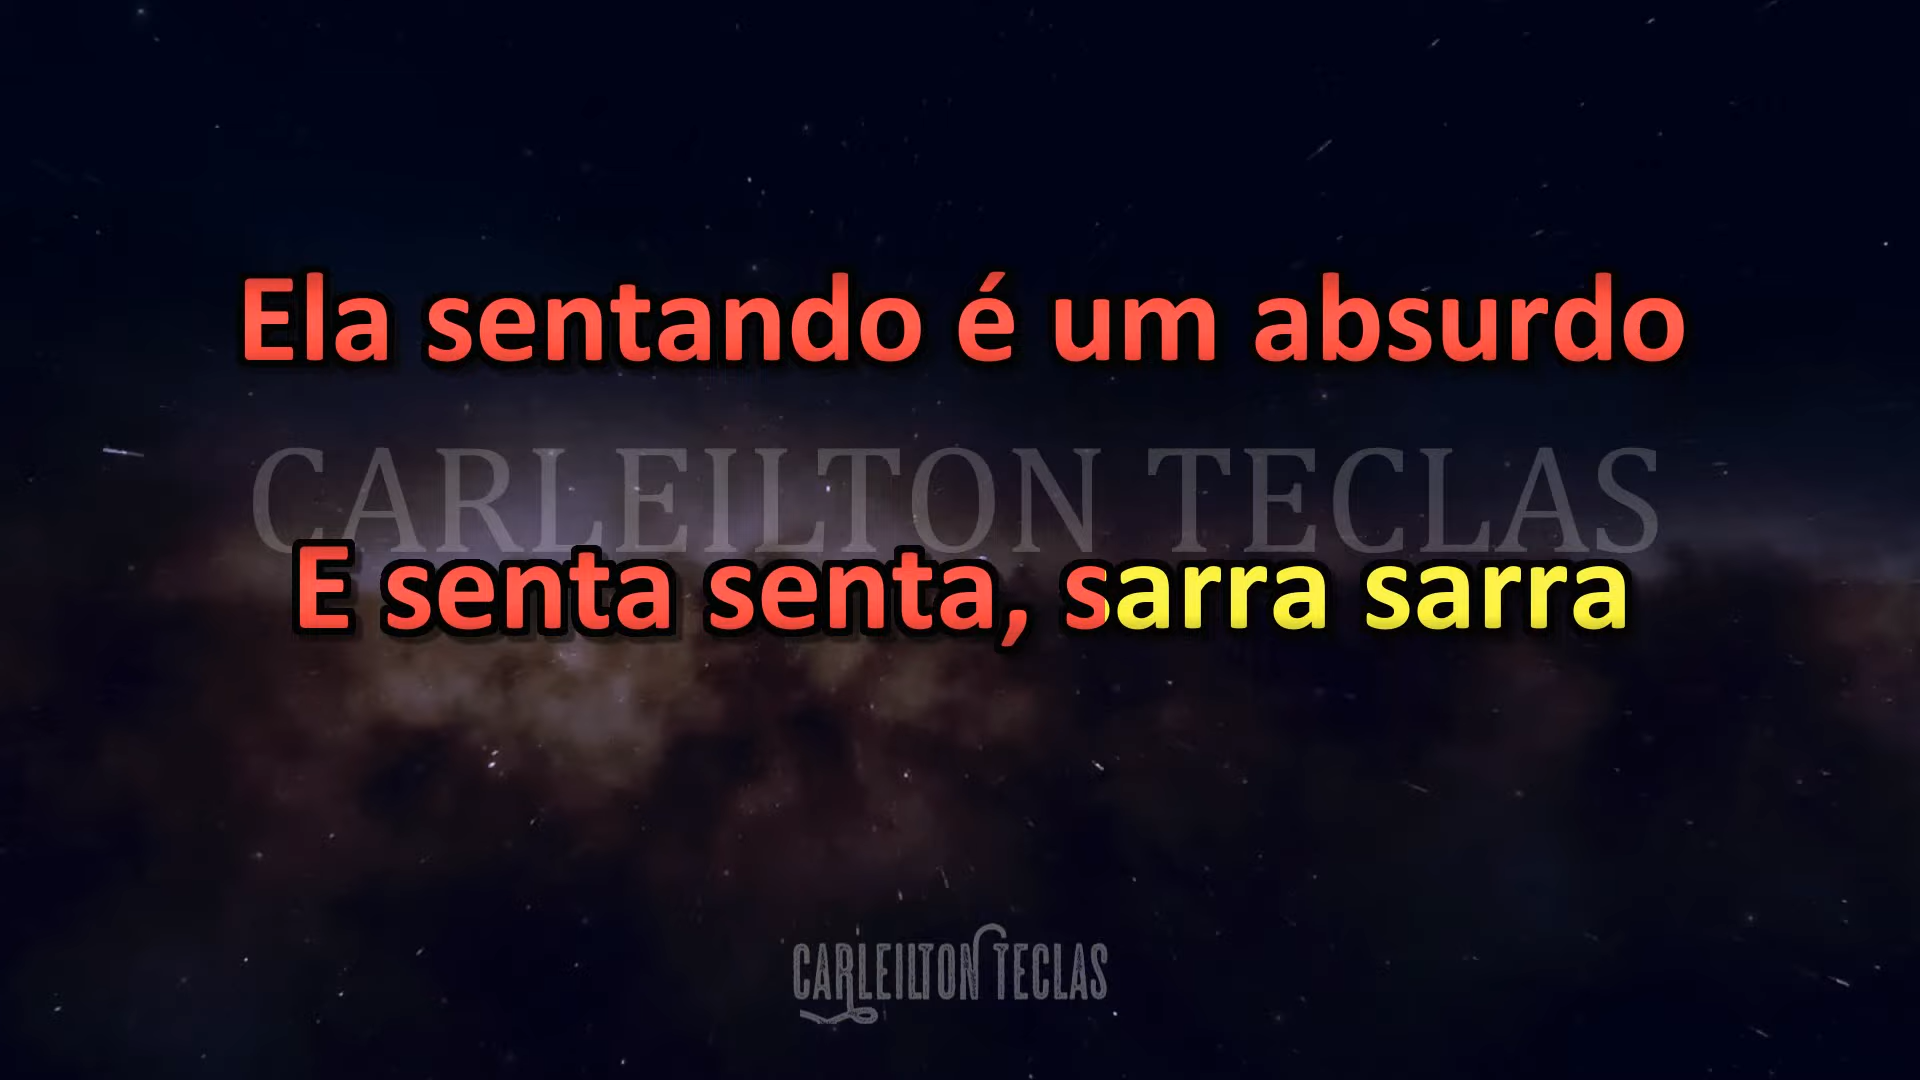 Ela sentando é um absurdo
CARLEILTON TECLAS
E senta senta, sarra sarra
CARLEILTON TECLAS